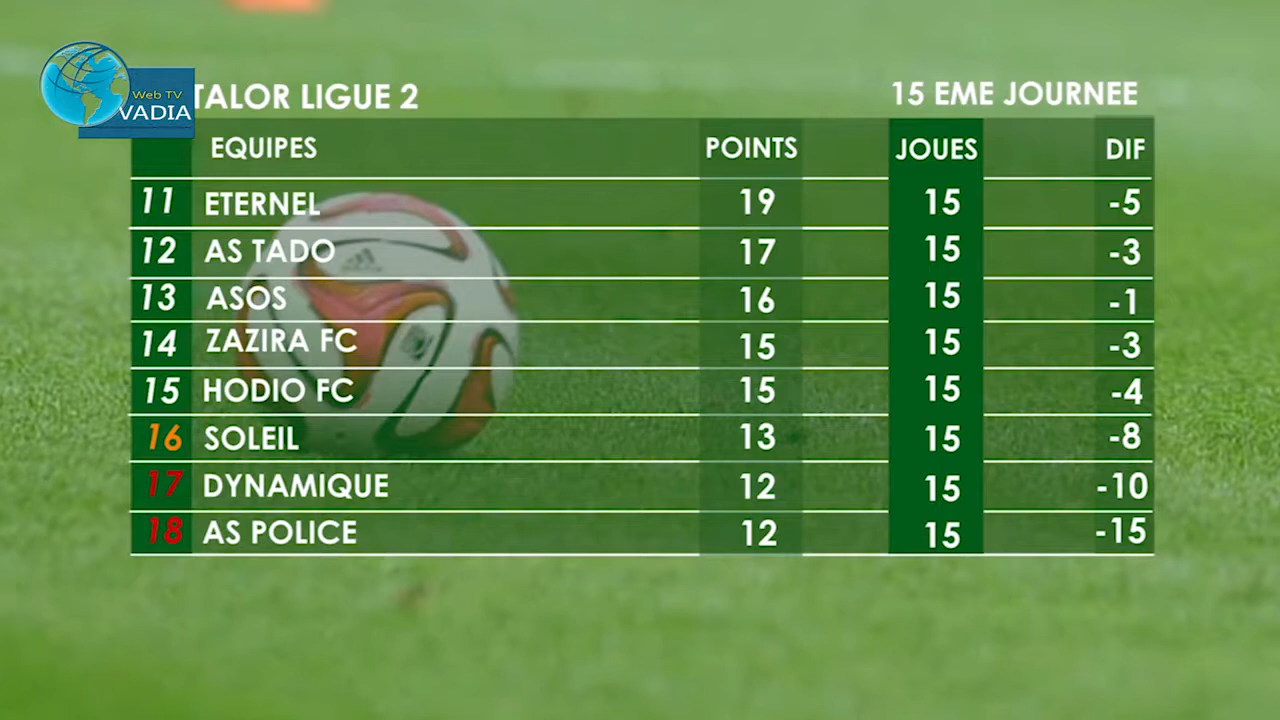 Web TV
VADIA
TALOR LIGUE 2
15 EME JOURNEE
EQUIPES POINTS JOUES DIF
11 ETERNEL 19 15 -5
12 AS TADO 17 15 -3
13 ASOS 16 15 -1
14 ZAZIRA FC 15 15 -3
15 HODIO FC 15 15 -4
16 SOLEIL 13 15 -8
17 DYNAMIQUE 12 15 -10
18 AS POLICE 12 15 -15